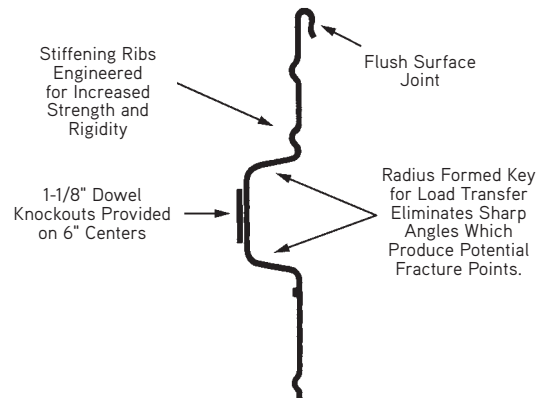 Stiffening Ribs
Engineered
for Increased
Strength and
Rigidity
Flush Surface
Joint
1-1/8" Dowel
Knockouts Provided
on 6" Centers
Radius Formed Key
for Load Transfer
Eliminates Sharp
Angles Which
Produce Potential
Fracture Points.